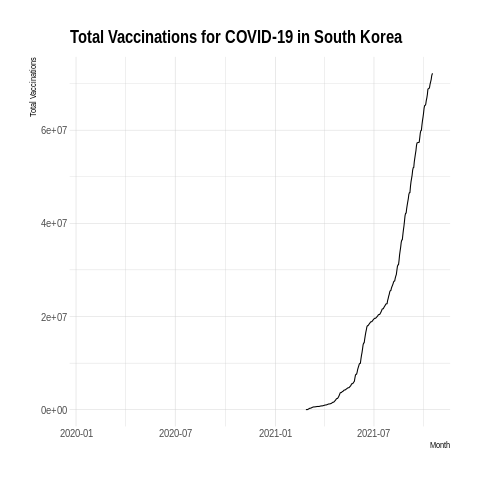 Total Vaccinations for COVID-19 in South Korea
Total Vaccinations
6e+07
4e+07
2e+07
0e+00
2020-01 2020-07 2021-01 2021-07
Month